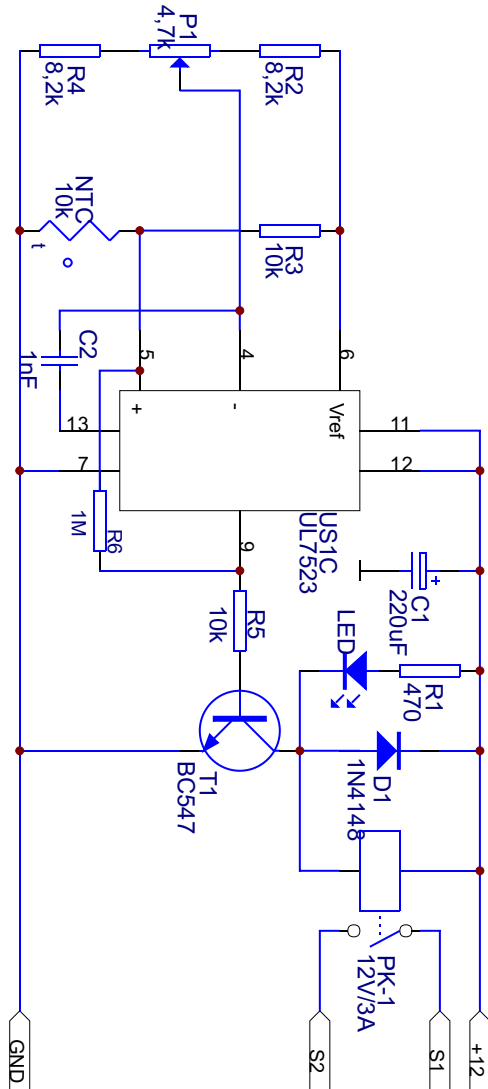 P1
4,7k
R4
8,2k
R2
8,2k
NTC
10k
t
R3
10k
C2
1nF
5
4
6
+
-
Vref
13
7
11
12
9
US1C
UL7523
R6
1M
C1
220uF
+
R5
10k
LED
R1
470
T1
BC547
D1
1N4148
PK-1
12V/3A
GND
S2
S1
+12